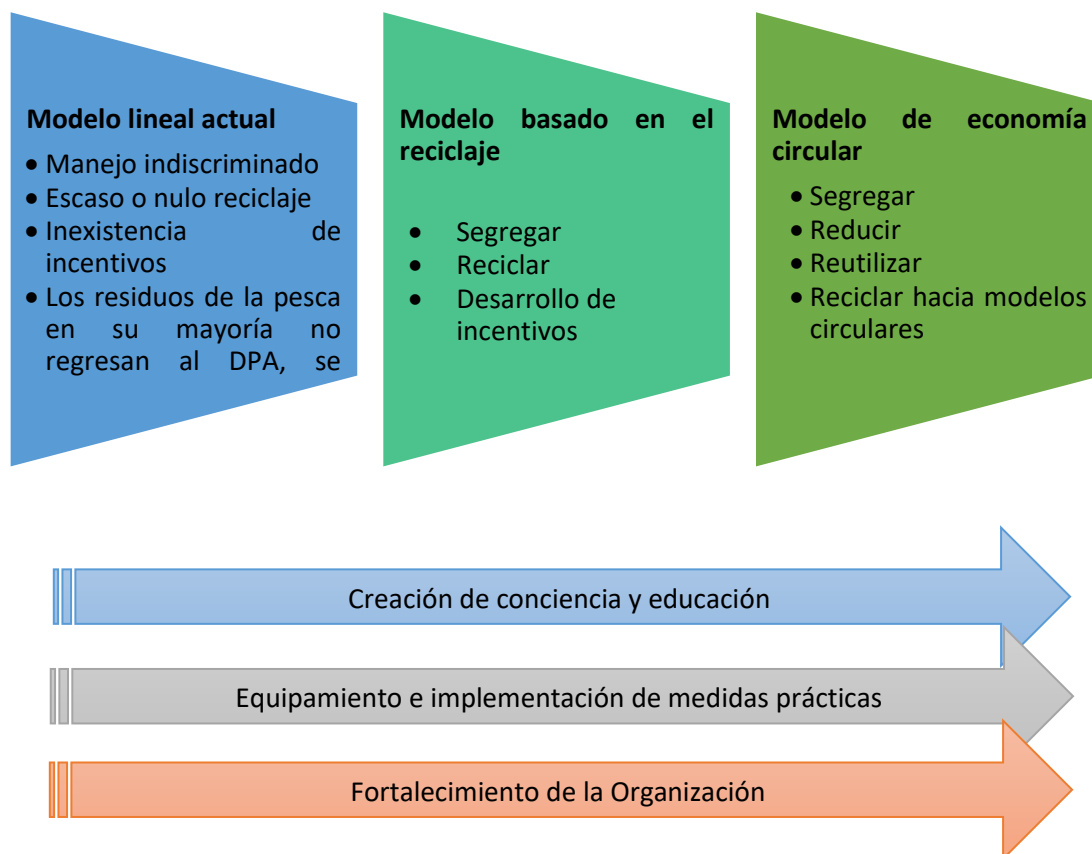 Modelo lineal actual
• Manejo indiscriminado
• Escaso o nulo reciclaje
• Inexistencia de
incentivos
• Los residuos de la pesca
en su mayoría no
regresan al DPA, se
Modelo basado en el
reciclaje
• Segregar
• Reciclar
• Desarrollo de
incentivos
Modelo de economía
circular
• Segregar
• Reducir
• Reutilizar
• Reciclar hacia modelos
circulares
Creación de conciencia y educación
Equipamiento e implementación de medidas prácticas
Fortalecimiento de la Organización